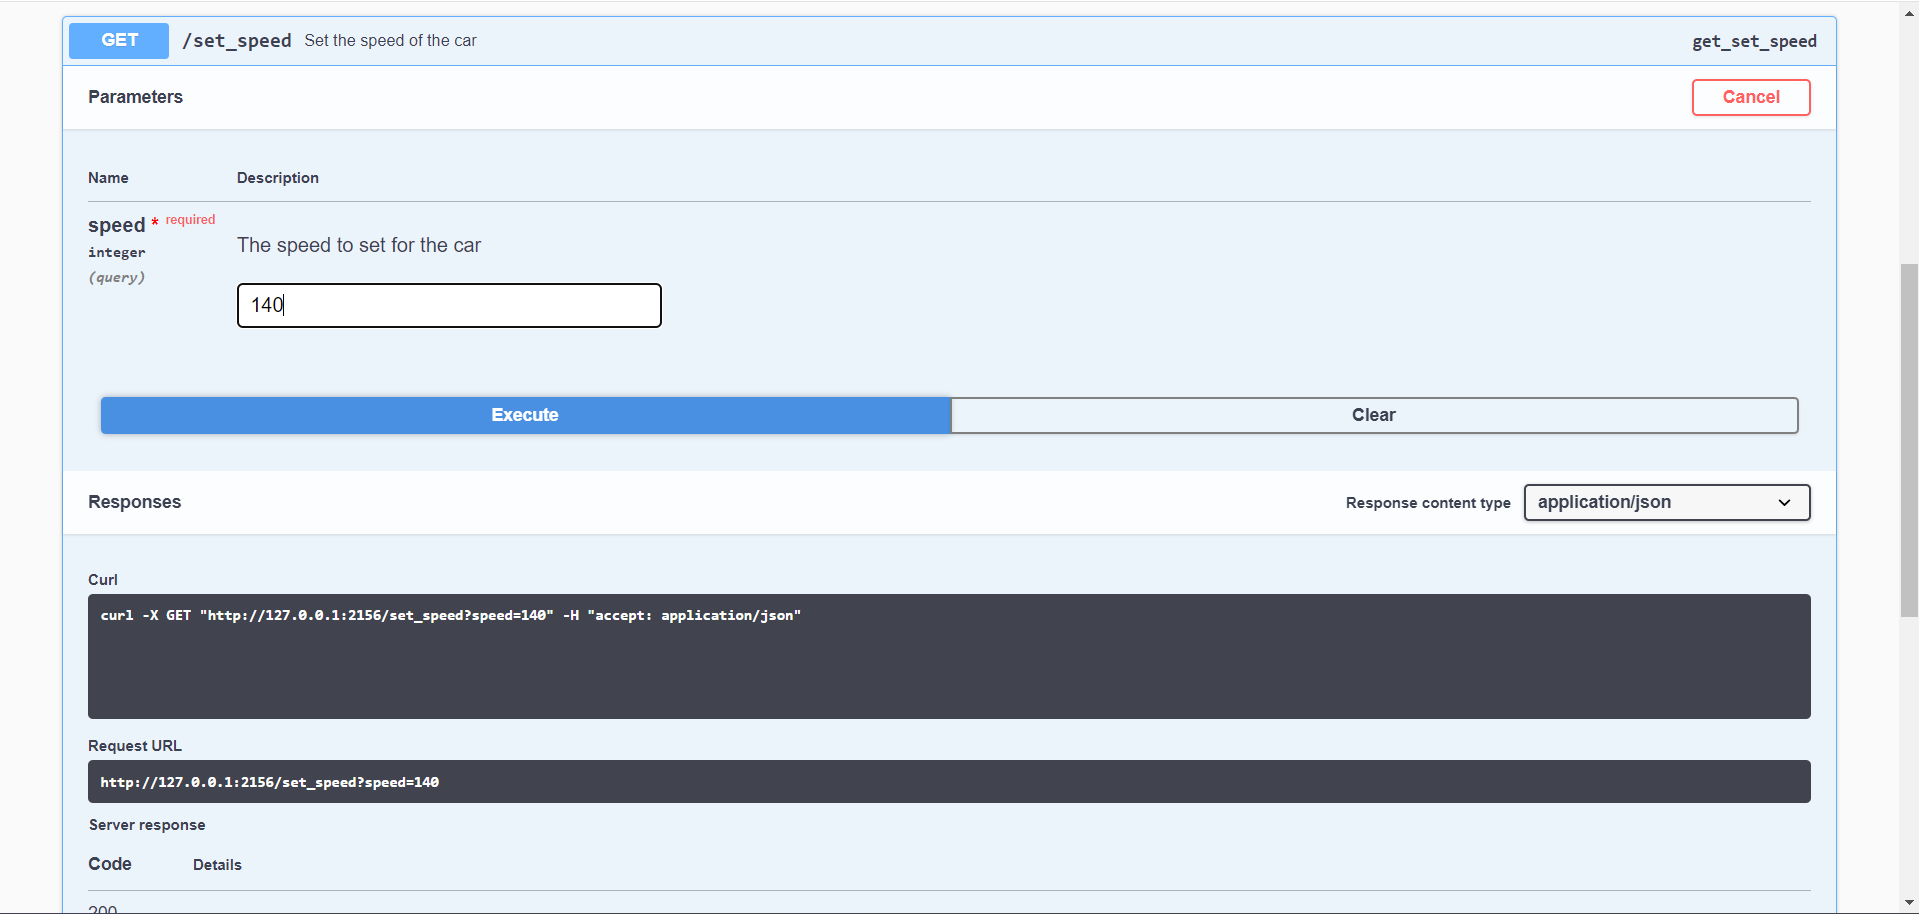 GET /set_speed Set the speed of the car get_set_speed
Parameters Cancel
Name Description
speed * required
integer
(query)
The speed to set for the car
140
Execute Clear
Responses Response content type application/json
Curl
curl -X GET "http://127.0.0.1:2156/set_speed?speed=140" -H "accept: application/json"
Request URL
http://127.0.0.1:2156/set_speed?speed=140
Server response
Code Details
200